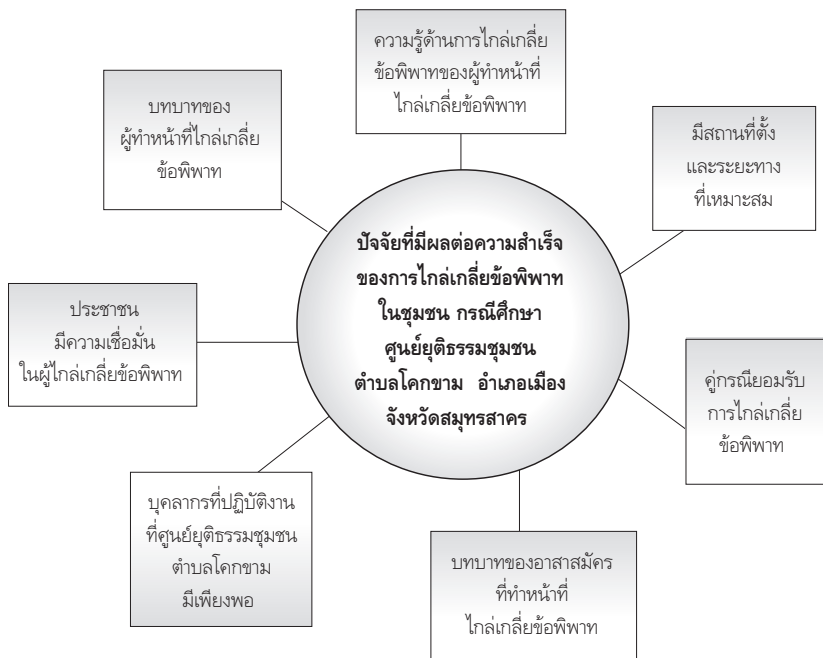 ความรู้ด้านการไกล่เกลี่ย
ข้อพิพาทของผู้ทำหน้าที่
ไกล่เกลี่ยข้อพิพาท
บทบาทของ
ผู้ทำหน้าที่ไกล่เกลี่ย
ข้อพิพาท
มีสถานที่ตั้ง
และระยะทาง
ที่เหมาะสม
ปัจจัยที่มีผลต่อความสำเร็จ
ของการไกล่เกลี่ยข้อพิพาท
ในชุมชน กรณีศึกษา
ศูนย์ยุติธรรมชุมชน
ตำบลโคกขาม อำเภอเมือง
จังหวัดสมุทรสาคร
ประชาชน
มีความเชื่อมั่น
ในผู้ไกล่เกลี่ยข้อพิพาท
คู่กรณียอมรับ
การไกล่เกลี่ย
ข้อพิพาท
บุคลากรที่ปฏิบัติงาน
ที่ศูนย์ยุติธรรมชุมชน
ตำบลโคกขาม
มีเพียงพอ
บทบาทของอาสาสมัคร
ที่ทำหน้าที่
ไกล่เกลี่ยข้อพิพาท